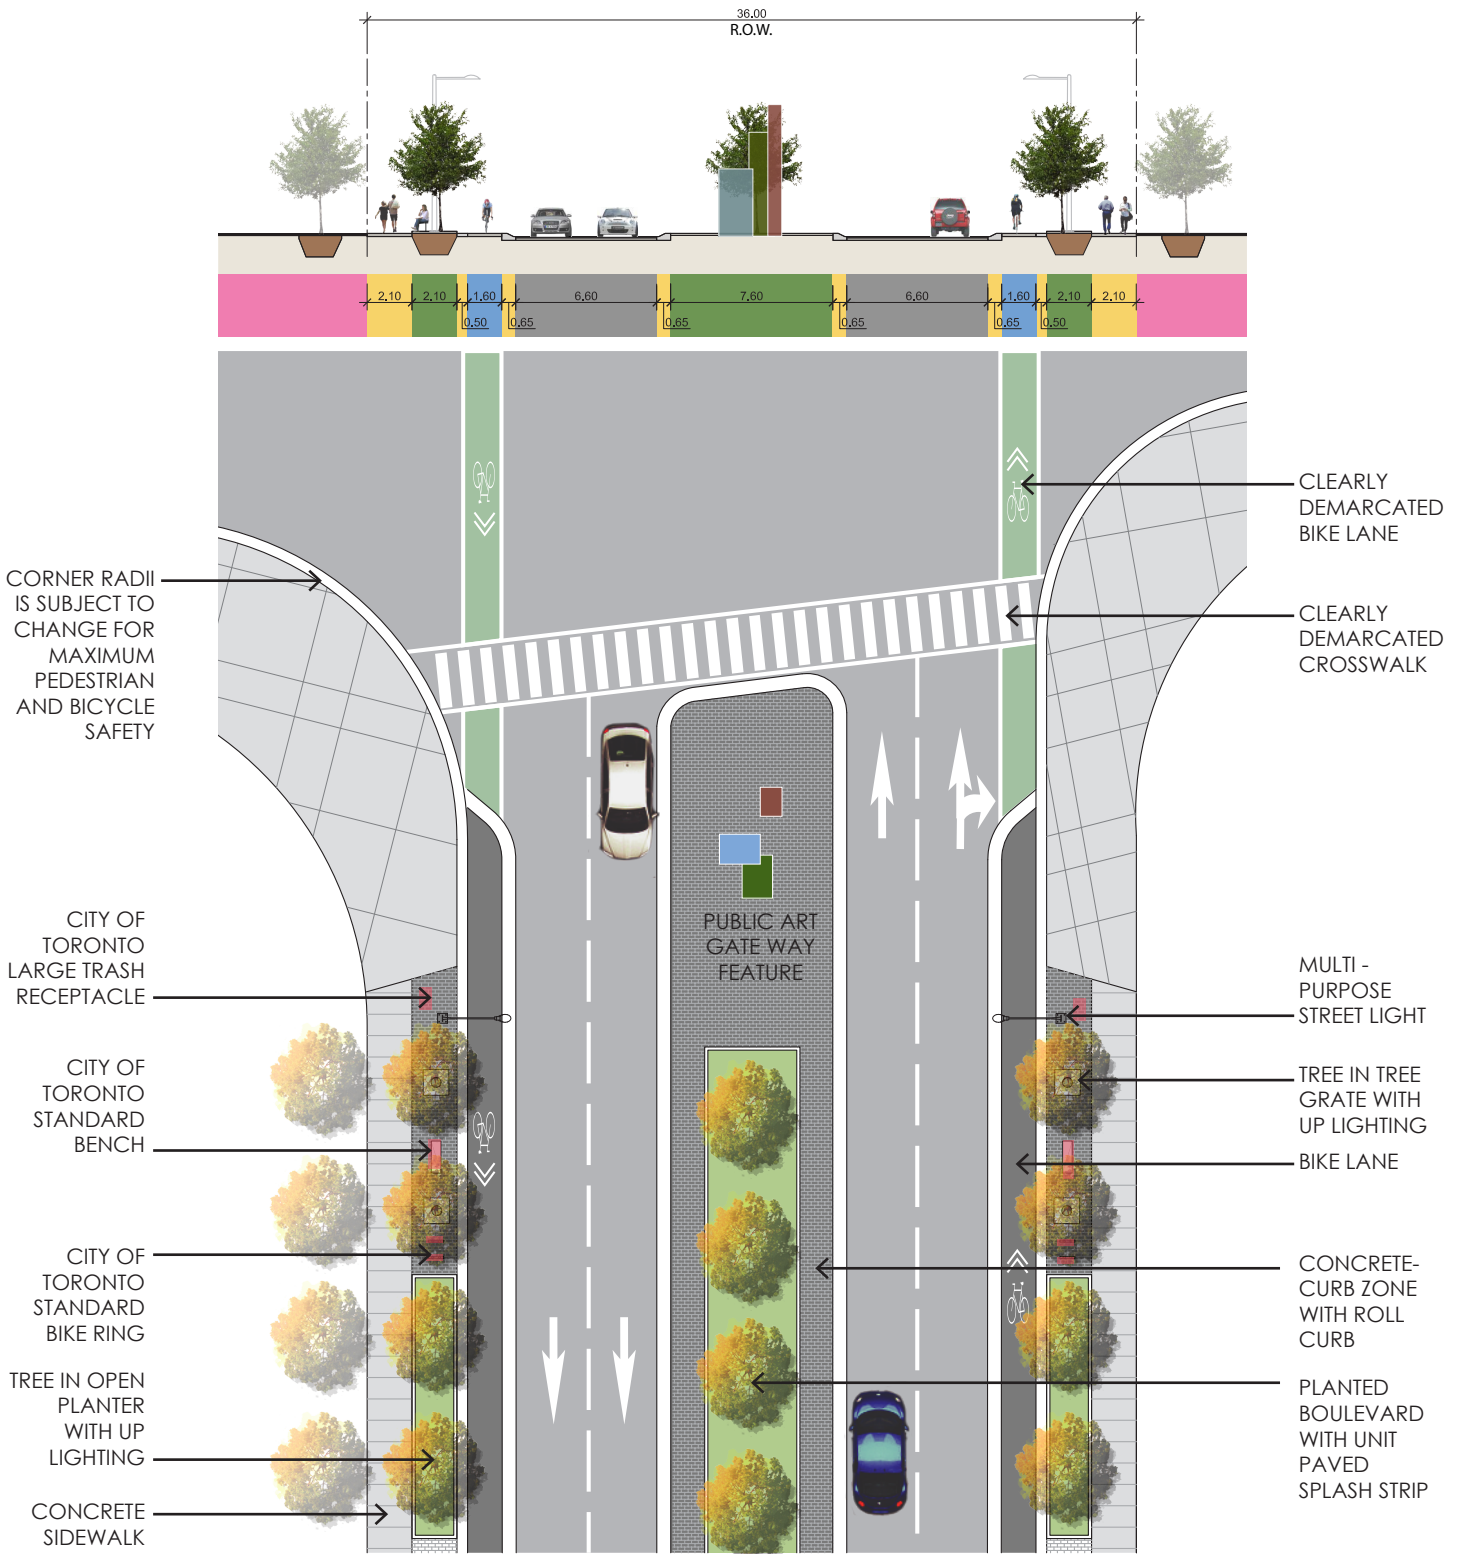 36.00
R.O.W.
2.10 2.10 1.60 6.60 7.60 6.60 1.60 2.10 2.10
0.50 0.65 0.65 0.65 0.65 0.50
CORNER RADII
IS SUBJECT TO
CHANGE FOR
MAXIMUM
PEDESTRIAN
AND BICYCLE
SAFETY
CITY OF
TORONTO
LARGE TRASH
RECEPTACLE
CITY OF
TORONTO
STANDARD
BENCH
CITY OF
TORONTO
STANDARD
BIKE RING
TREE IN OPEN
PLANTER
WITH UP
LIGHTING
CONCRETE
SIDEWALK
PUBLIC ART
GATE WAY
FEATURE
CLEARLY
DEMARCATED
BIKE LANE
CLEARLY
DEMARCATED
CROSSWALK
MULTI -
PURPOSE
STREET LIGHT
TREE IN TREE
GRATE WITH
UP LIGHTING
BIKE LANE
CONCRETE-
CURB ZONE
WITH ROLL
CURB
PLANTED
BOULEVARD
WITH UNIT
PAVED
SPLASH STRIP